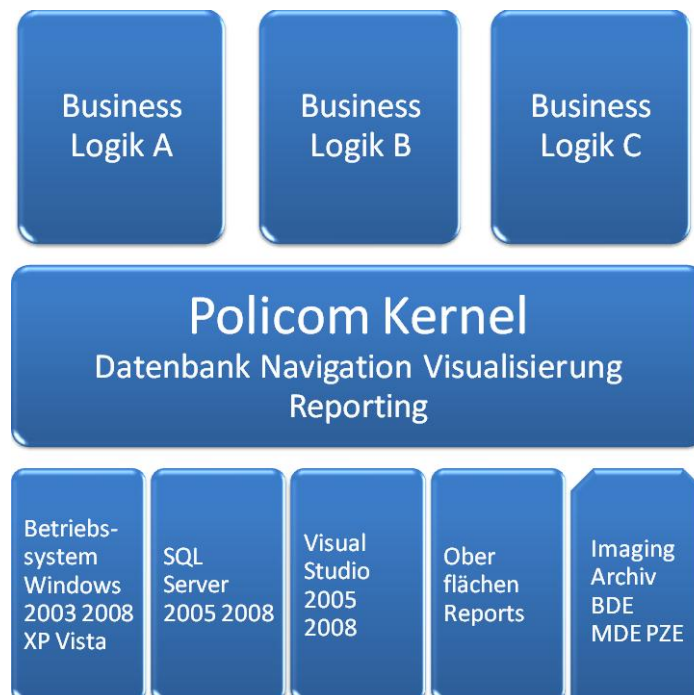 Business
Logik A
Business
Logik B
Business
Logik C
Policom Kernel
Datenbank Navigation Visualisierung
Reporting
Betriebs-
system
Windows
2003 2008
XP Vista
SQL
Server
2005 2008
Visual
Studio
2005
2008
Ober
flächen
Reports
Imaging
Archiv
BDE
MDE PZE